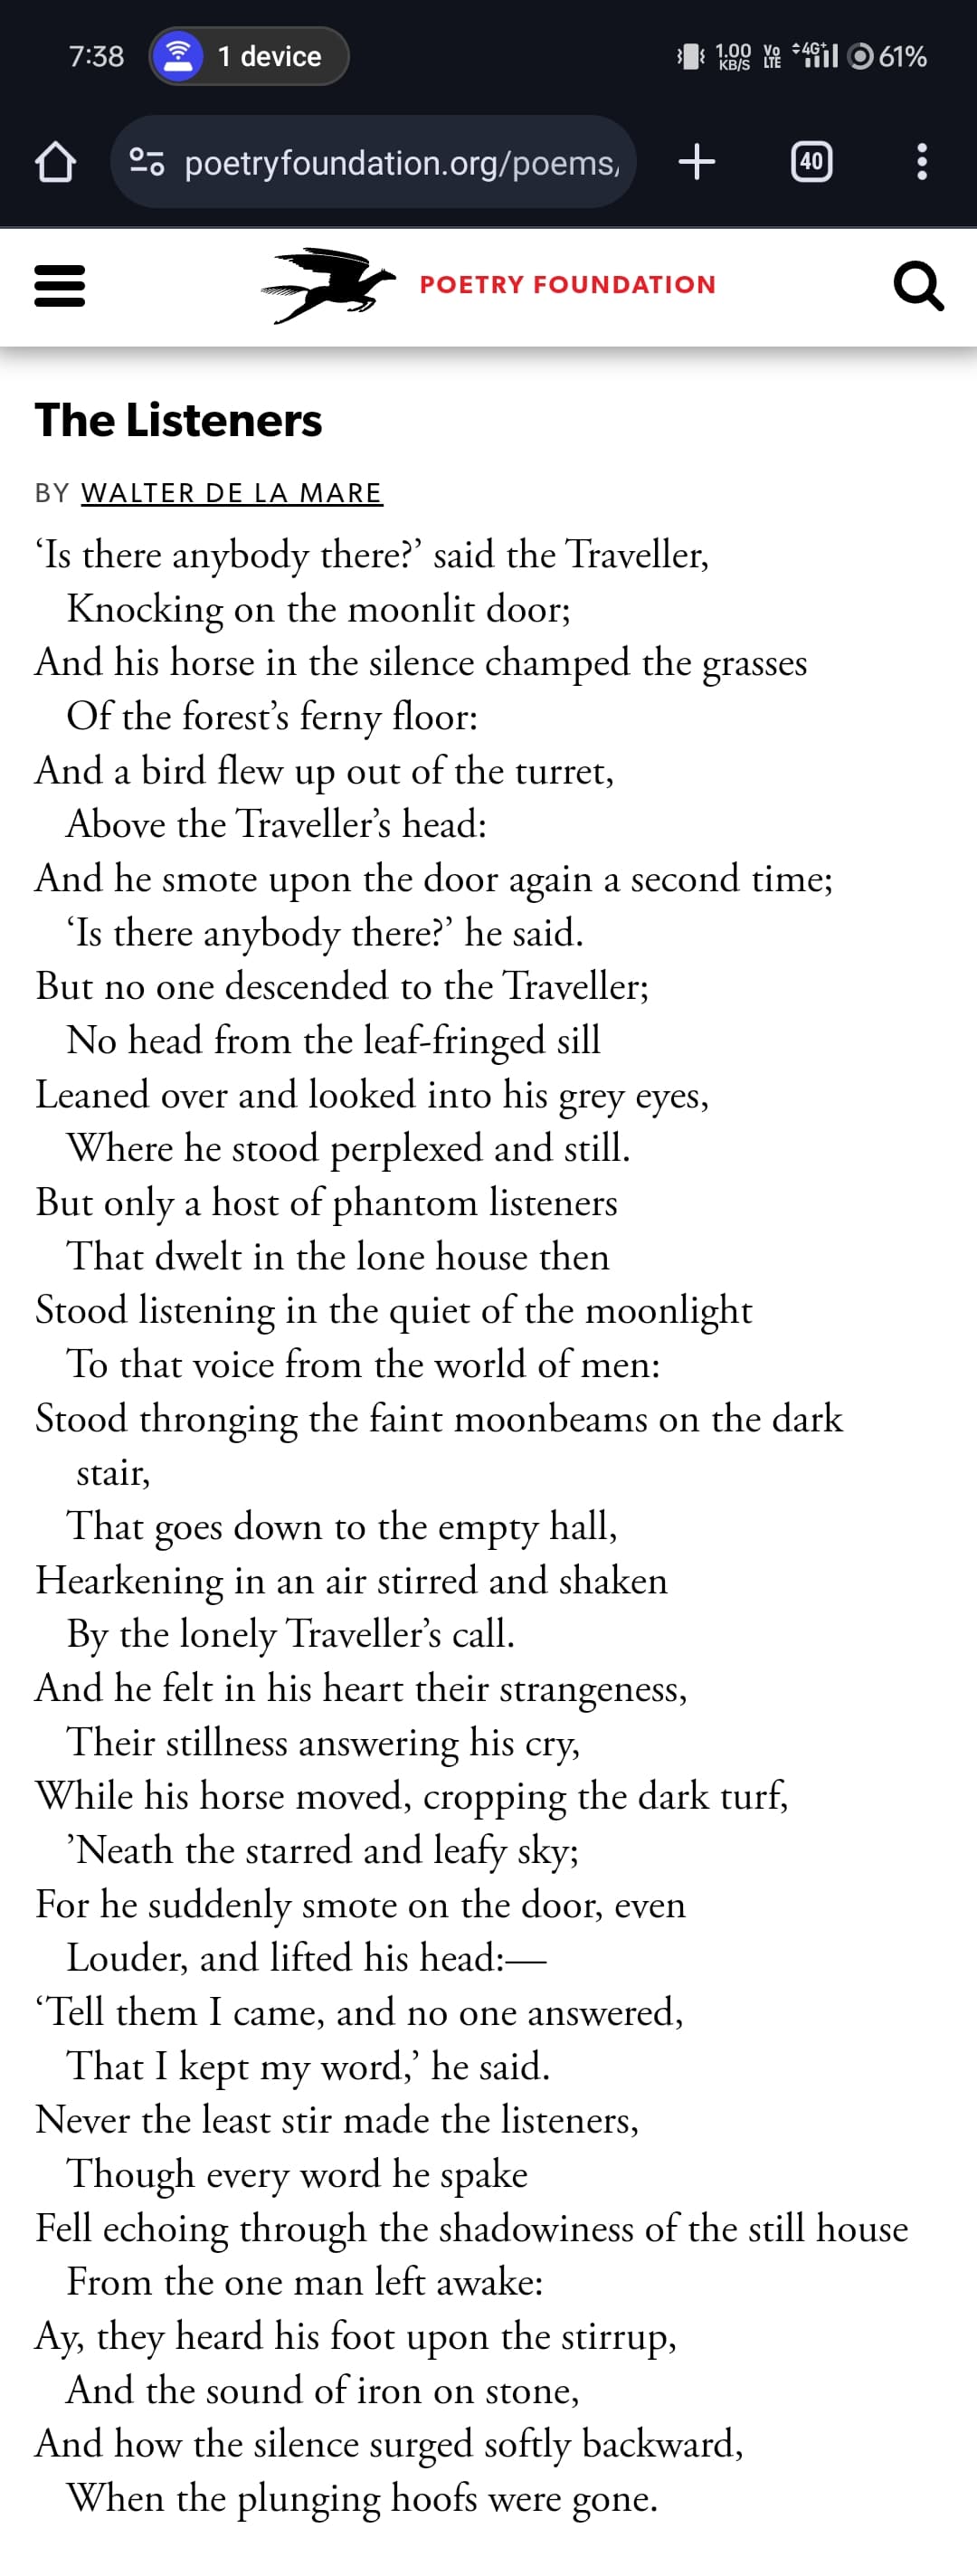 7:38 1 device 1.00 KB/S Vo LTE 4G+ 61%
poetryfoundation.org/poems/ 40
POETRY FOUNDATION
The Listeners
BY WALTER DE LA MARE
‘Is there anybody there?’ said the Traveller,
Knocking on the moonlit door;
And his horse in the silence champed the grasses
Of the forest’s ferny floor:
And a bird flew up out of the turret,
Above the Traveller’s head:
And he smote upon the door again a second time;
‘Is there anybody there?’ he said.
But no one descended to the Traveller;
No head from the leaf-fringed sill
Leaned over and looked into his grey eyes,
Where he stood perplexed and still.
But only a host of phantom listeners
That dwelt in the lone house then
Stood listening in the quiet of the moonlight
To that voice from the world of men:
Stood thronging the faint moonbeams on the dark
stair,
That goes down to the empty hall,
Hearkening in an air stirred and shaken
By the lonely Traveller’s call.
And he felt in his heart their strangeness,
Their stillness answering his cry,
While his horse moved, cropping the dark turf,
’Neath the starred and leafy sky;
For he suddenly smote on the door, even
Louder, and lifted his head:—
‘Tell them I came, and no one answered,
That I kept my word,’ he said.
Never the least stir made the listeners,
Though every word he spake
Fell echoing through the shadowiness of the still house
From the one man left awake:
Ay, they heard his foot upon the stirrup,
And the sound of iron on stone,
And how the silence surged softly backward,
When the plunging hoofs were gone.